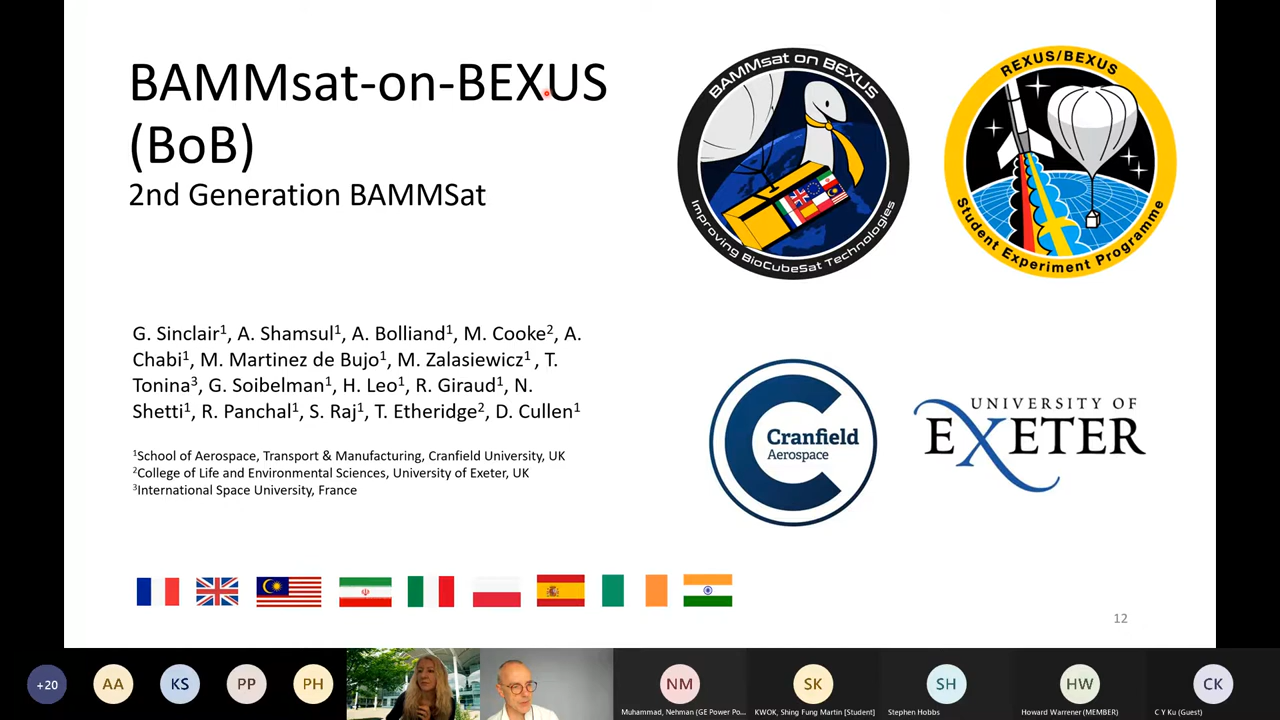 BAMMsat-on-BEXUS
(BoB)
2nd Generation BAMMSat
BAMMsat on BEXUS
Improving BioCubeSat Technologies
REXUS/BEXUS
Student Experiment Programme
G. Sinclair¹, A. Shamsul¹, A. Bolliand¹, M. Cooke², A.
Chabi¹, M. Martinez de Bujo¹, M. Zalasiewicz¹ , T.
Tonina³, G. Soibelman¹, H. Leo¹, R. Giraud¹, N.
Shetti¹, R. Panchal¹, S. Raj¹, T. Etheridge², D. Cullen¹
¹School of Aerospace, Transport & Manufacturing, Cranfield University, UK
²College of Life and Environmental Sciences, University of Exeter, UK
³International Space University, France
Cranfield
Aerospace
UNIVERSITY OF
EXETER
12
+20
AA
KS
PP
PH
NM
SK
SH
HW
CK
Muhammad, Nehman (GE Power Po...
KWOK, Shing Fung Martin [Student]
Stephen Hobbs
Howard Warrener (MEMBER)
C Y Ku (Guest)